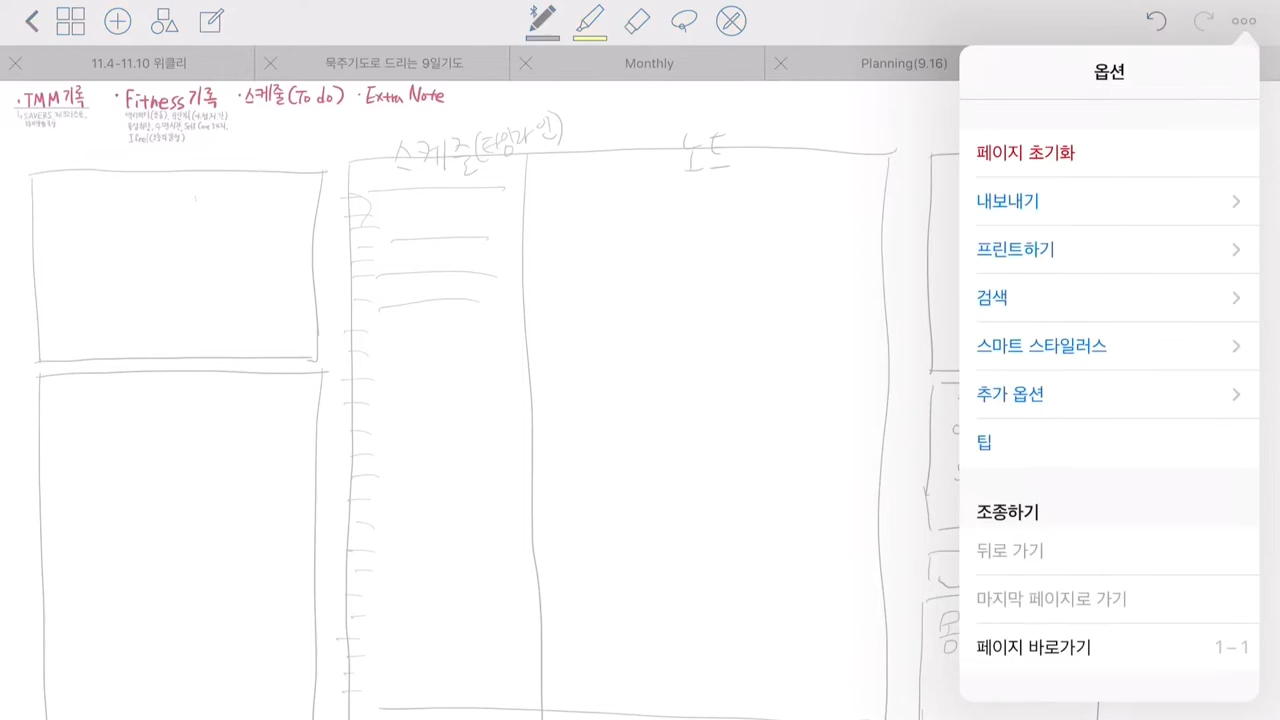 11.4-11.10 위클리
묵주기도로 드리는 9일기도
Monthly
Planning(9.16)
·TMM기록 ·Fitness기록 ·스케줄(To do) ·Extra Note
스케줄(타임라인)
노트
옵션
페이지 초기화
내보내기
프린트하기
검색
스마트 스타일러스
추가 옵션
팁
조종하기
뒤로 가기
마지막 페이지로 가기
페이지 바로가기 1 – 1